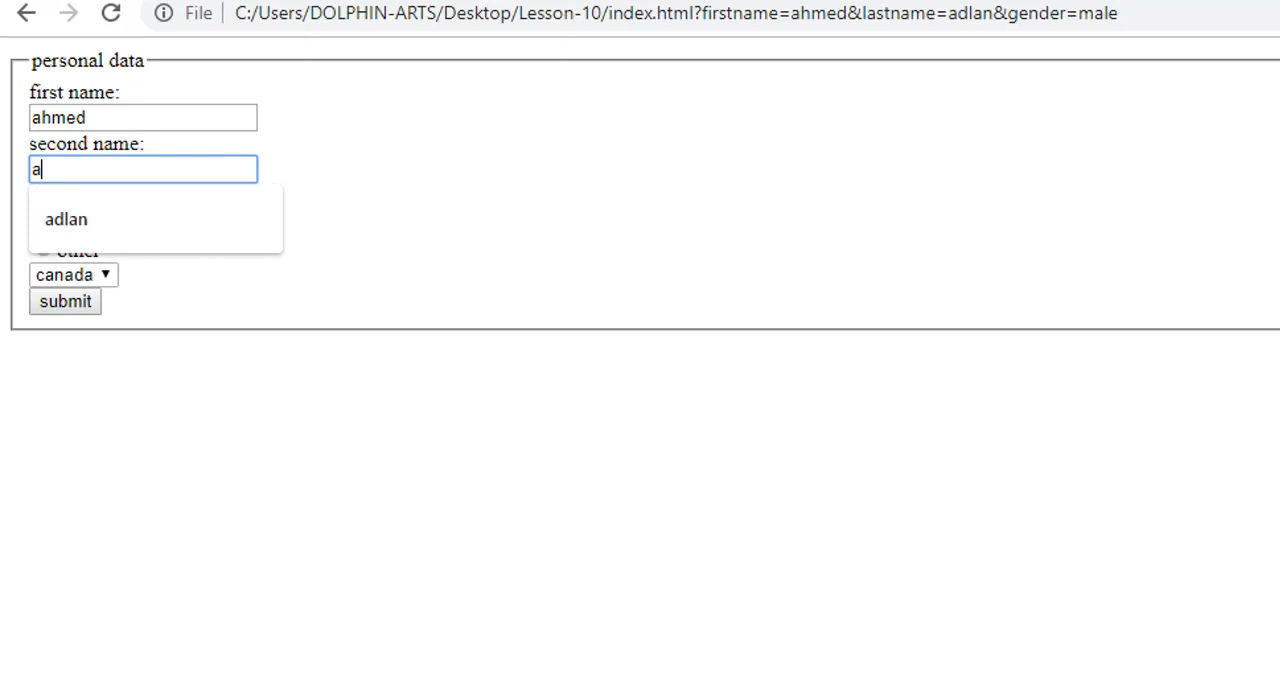 File C:/Users/DOLPHIN-ARTS/Desktop/Lesson-10/index.html?firstname=ahmed&lastname=adlan&gender=male
personal data
first name:
ahmed
second name:
a
adlan
other
canada
submit